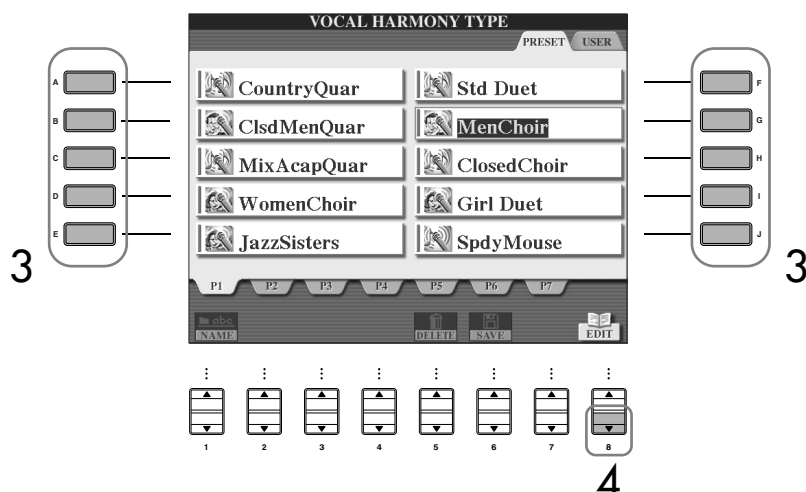 VOCAL HARMONY TYPE
PRESET USER
A CountryQuar Std Duet F
B ClsdMenQuar MenChoir G
C MixAcapQuar ClosedChoir H
D WomenChoir Girl Duet I
E JazzSisters SpdyMouse J
3 3
P1 P2 P3 P4 P5 P6 P7
abc
NAME DELETE SAVE EDIT
1 2 3 4 5 6 7 8
4